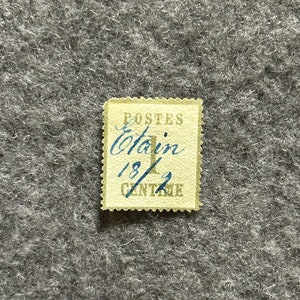 POSTES
Etain
1
18/2
CENTIME